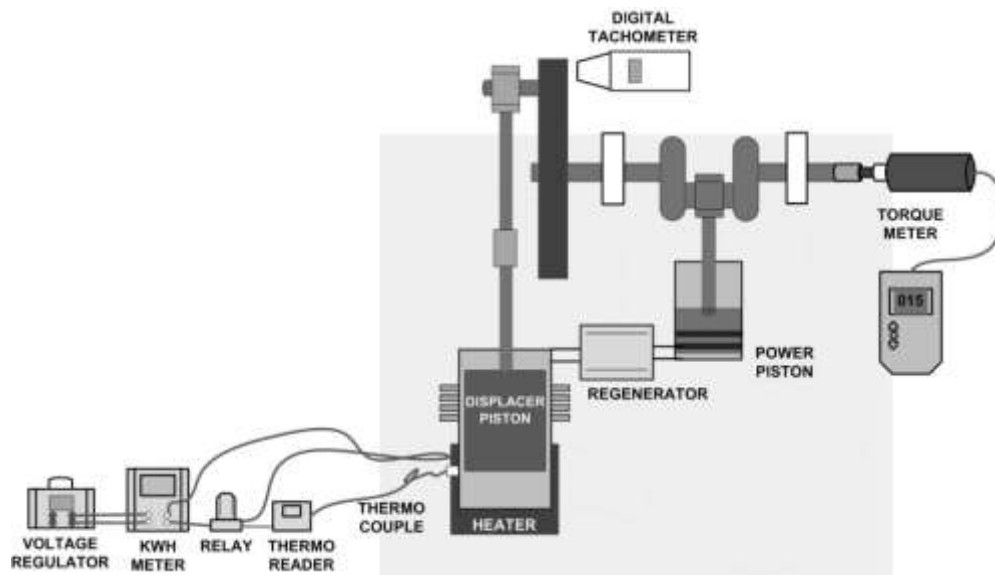 DIGITAL
TACHOMETER
TORQUE
METER
015
POWER
PISTON
REGENERATOR
DISPLACER
PISTON
THERMO
COUPLE
HEATER
VOLTAGE
REGULATOR
KWH
METER
RELAY
THERMO
READER